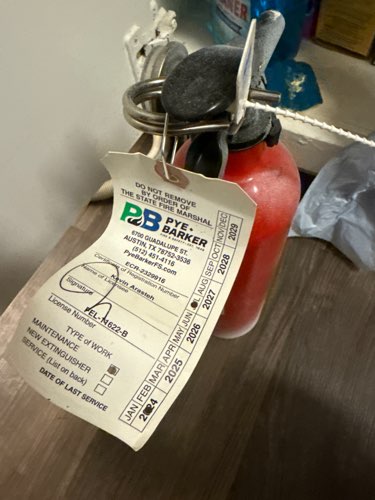 DO NOT REMOVE
BY ORDER OF
THE STATE FIRE MARSHAL
P&B PYE-BARKER
6700 GUADALUPE ST.
AUSTIN, TX 78752-3536
(512) 451-4116
PyeBarkerFS.com
ECR-2329916
Certificate of Registration Number
Kevin Arasteh
Name of Licensee
Signature
FEL-14622-B
License Number
TYPE OF WORK
MAINTENANCE
NEW EXTINGUISHER
SERVICE (List on back)
DATE OF LAST SERVICE
JAN FEB MAR APR MAY JUN AUG SEP OCT NOV DEC
2024 2025 2026 2027 2028 2029